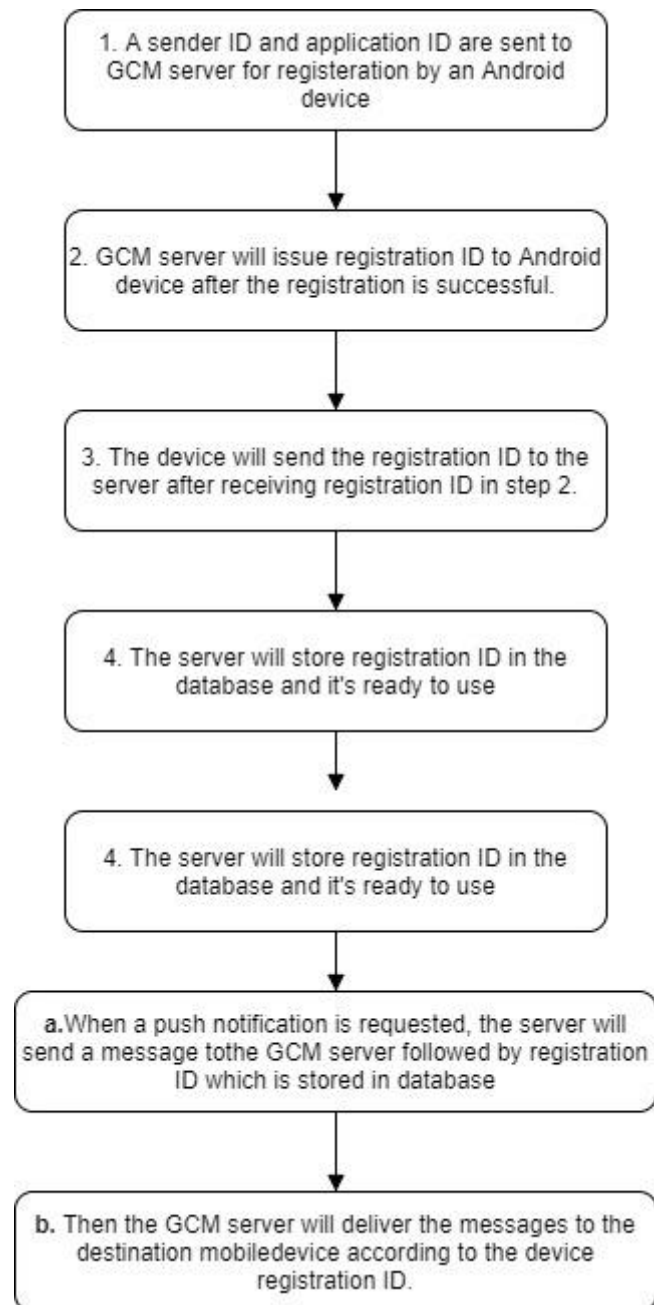 1. A sender ID and application ID are sent to
GCM server for registeration by an Android
device
2. GCM server will issue registration ID to Android
device after the registration is successful.
3. The device will send the registration ID to the
server after receiving registration ID in step 2.
4. The server will store registration ID in the
database and it's ready to use
4. The server will store registration ID in the
database and it's ready to use
a.When a push notification is requested, the server will
send a message tothe GCM server followed by registration
ID which is stored in database
b. Then the GCM server will deliver the messages to the
destination mobiledevice according to the device
registration ID.